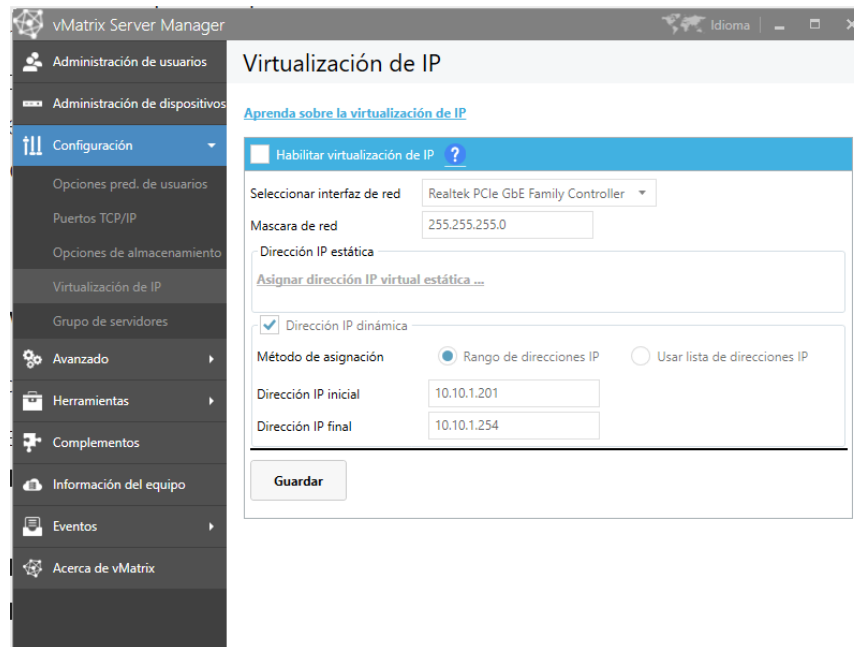 vMatrix Server Manager
Idioma
Administración de usuarios
Administración de dispositivos
Configuración
Opciones pred. de usuarios
Puertos TCP/IP
Opciones de almacenamiento
Virtualización de IP
Grupo de servidores
Avanzado
Herramientas
Complementos
Información del equipo
Eventos
Acerca de vMatrix
Virtualización de IP
Aprenda sobre la virtualización de IP
Habilitar virtualización de IP ?
Seleccionar interfaz de red Realtek PCIe GbE Family Controller
Mascara de red 255.255.255.0
Dirección IP estática
Asignar dirección IP virtual estática ...
Dirección IP dinámica
Método de asignación Rango de direcciones IP Usar lista de direcciones IP
Dirección IP inicial 10.10.1.201
Dirección IP final 10.10.1.254
Guardar